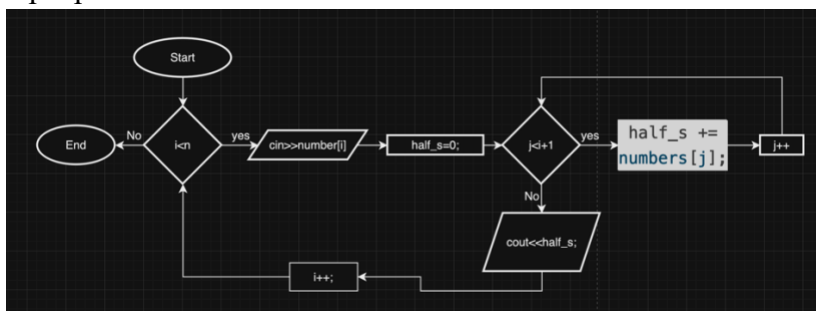 Start
End
No
i<n
yes
cin>>number[i]
half_s=0;
j<i+1
yes
half_s +=
numbers[j];
j++
No
cout<<half_s;
i++;